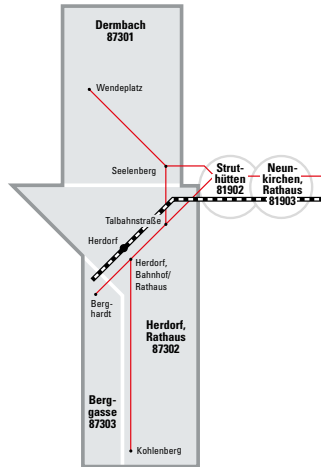 Dermbach
87301
Wendeplatz
Seelenberg
Strut-
hütten
81902
Neun-
kirchen,
Rathaus
81903
Talbahnstraße
Herdorf
Herdorf,
Bahnhof/
Rathaus
Berg-
hardt
Herdorf,
Rathaus
87302
Berg-
gasse
87303
Kohlenberg